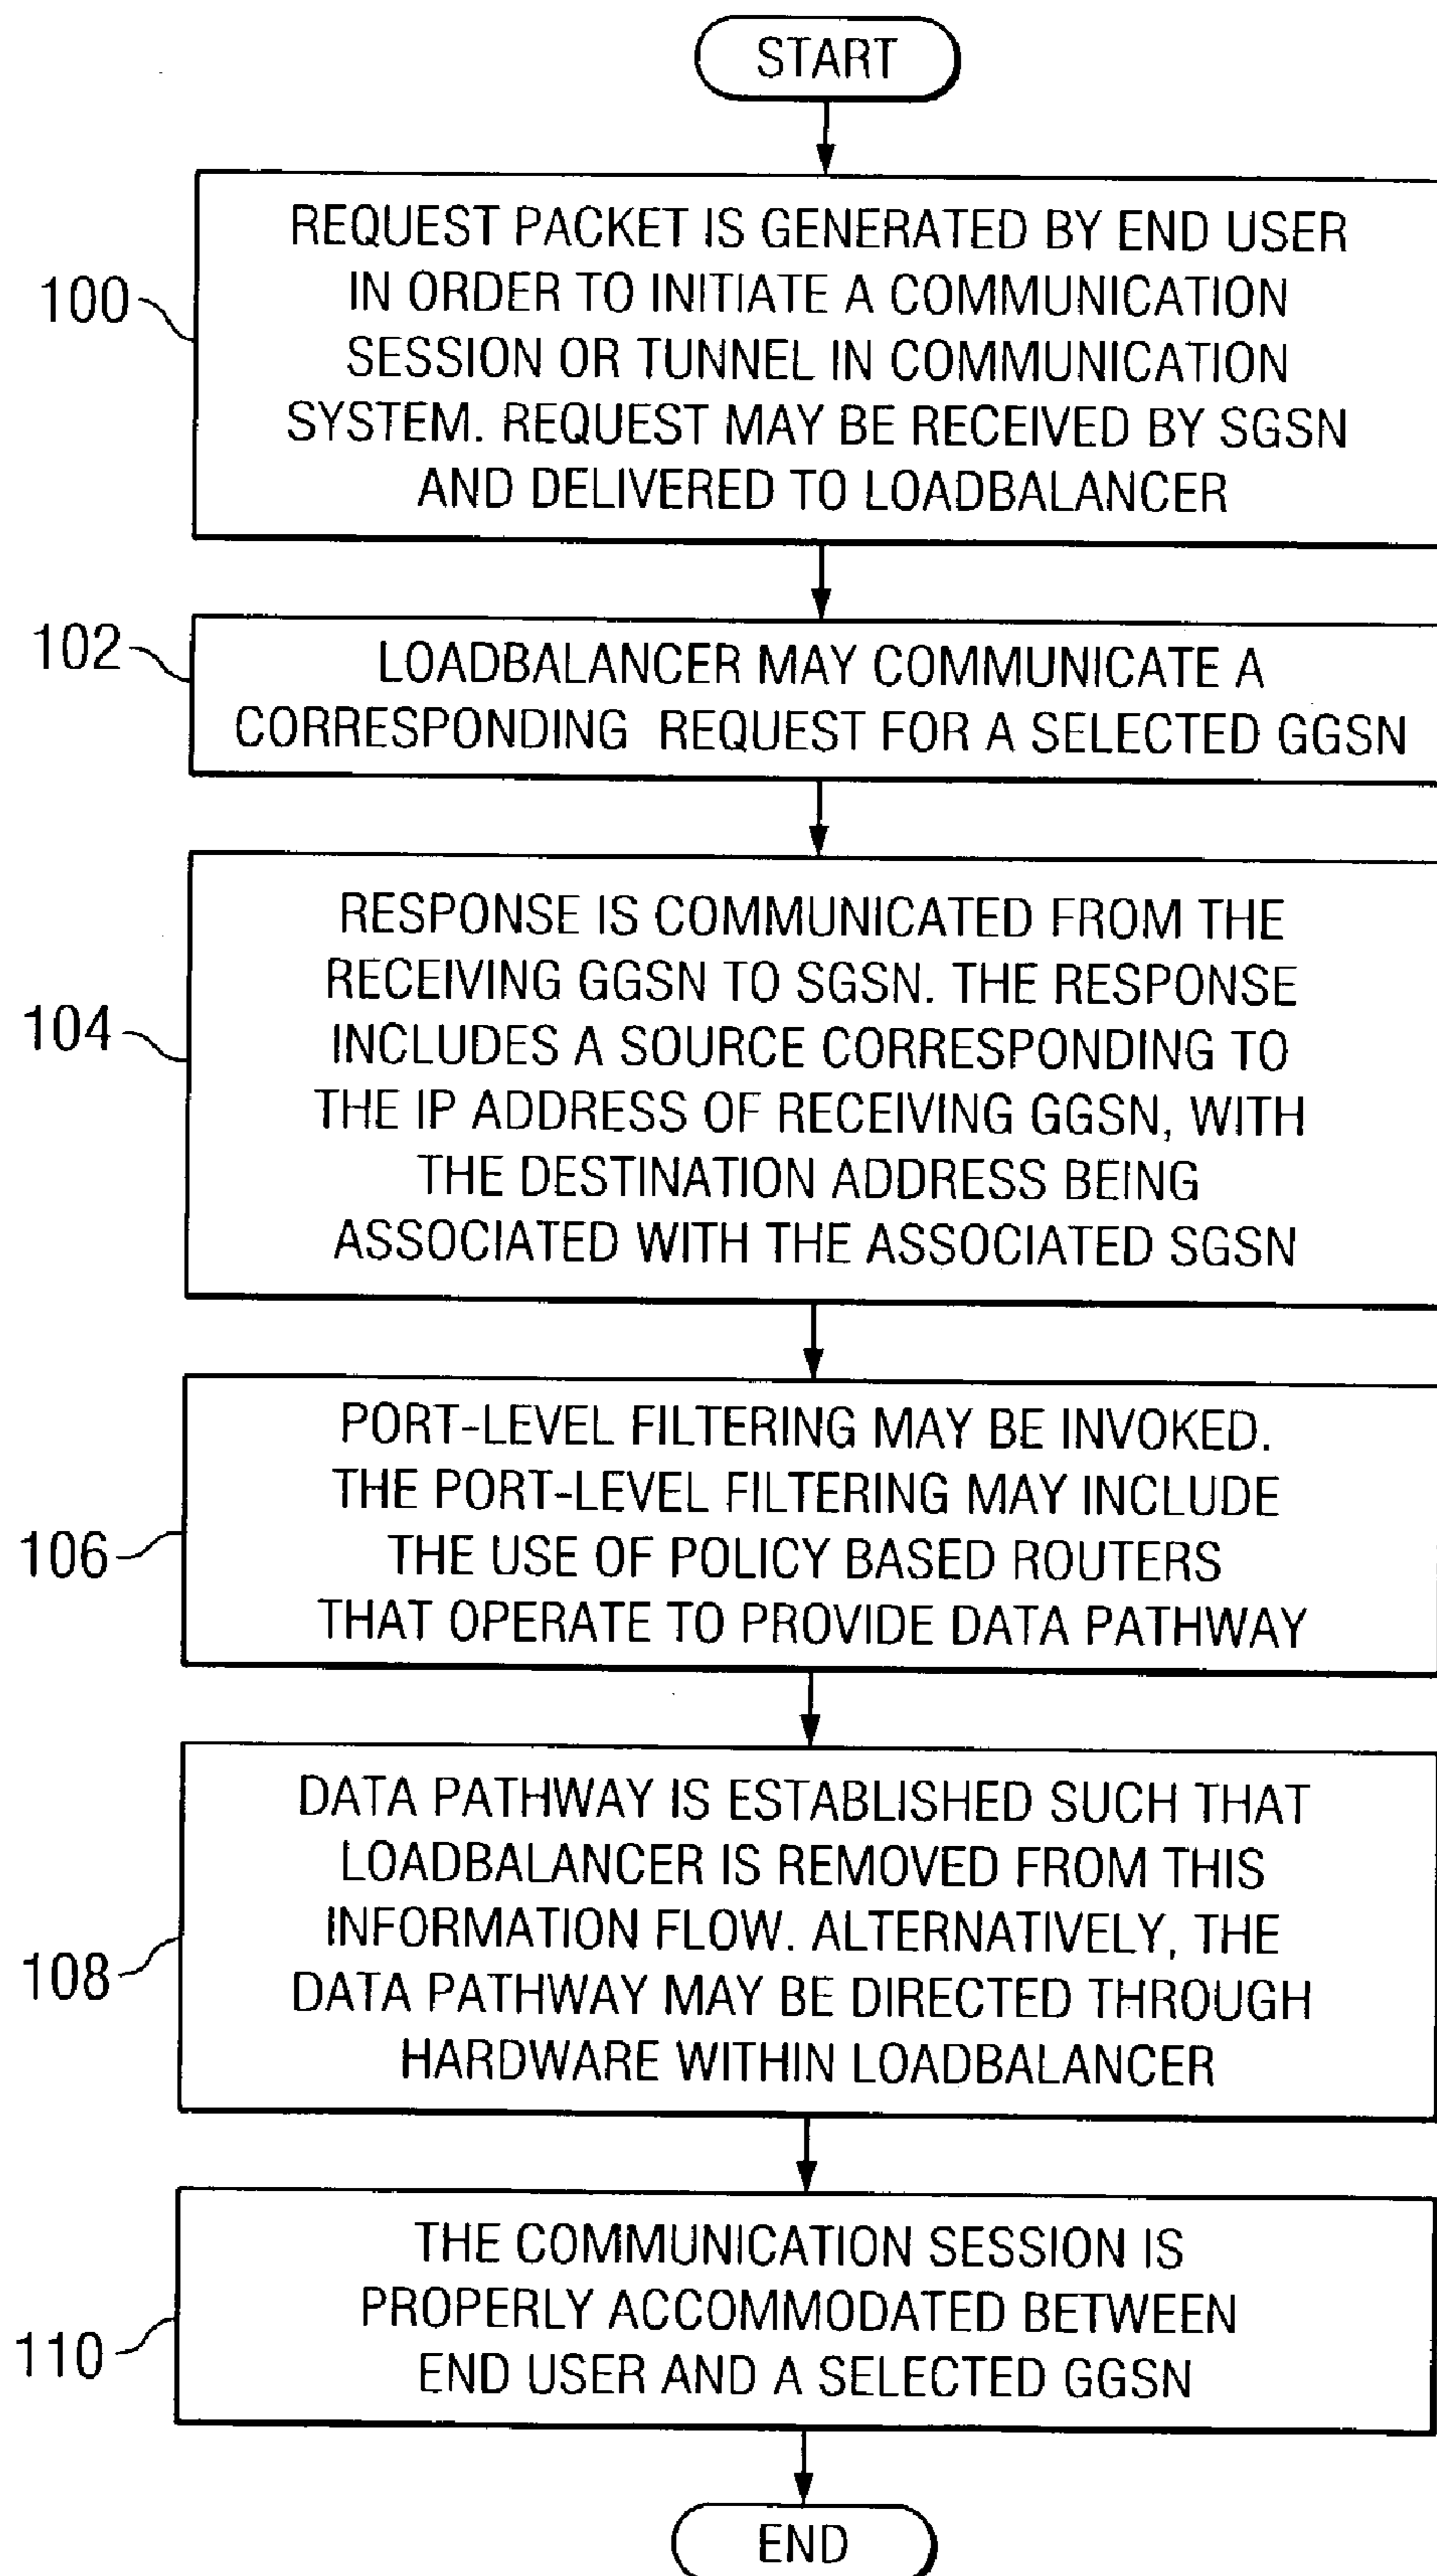 START
100
REQUEST PACKET IS GENERATED BY END USER
IN ORDER TO INITIATE A COMMUNICATION
SESSION OR TUNNEL IN COMMUNICATION
SYSTEM. REQUEST MAY BE RECEIVED BY SGSN
AND DELIVERED TO LOADBALANCER
102
LOADBALANCER MAY COMMUNICATE A
CORRESPONDING REQUEST FOR A SELECTED GGSN
104
RESPONSE IS COMMUNICATED FROM THE
RECEIVING GGSN TO SGSN. THE RESPONSE
INCLUDES A SOURCE CORRESPONDING TO
THE IP ADDRESS OF RECEIVING GGSN, WITH
THE DESTINATION ADDRESS BEING
ASSOCIATED WITH THE ASSOCIATED SGSN
106
PORT-LEVEL FILTERING MAY BE INVOKED.
THE PORT-LEVEL FILTERING MAY INCLUDE
THE USE OF POLICY BASED ROUTERS
THAT OPERATE TO PROVIDE DATA PATHWAY
108
DATA PATHWAY IS ESTABLISHED SUCH THAT
LOADBALANCER IS REMOVED FROM THIS
INFORMATION FLOW. ALTERNATIVELY, THE
DATA PATHWAY MAY BE DIRECTED THROUGH
HARDWARE WITHIN LOADBALANCER
110
THE COMMUNICATION SESSION IS
PROPERLY ACCOMMODATED BETWEEN
END USER AND A SELECTED GGSN
END